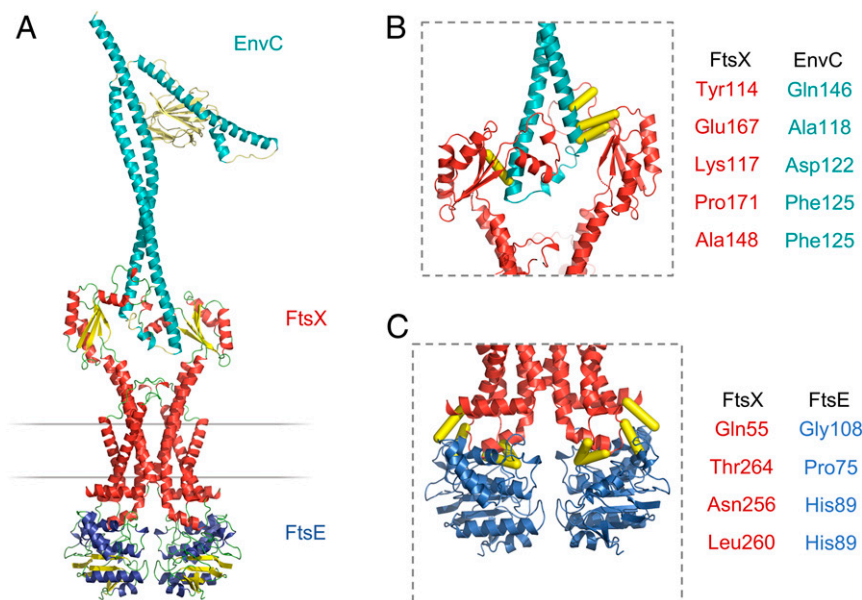 A
EnvC
FtsX
FtsE
B
FtsX EnvC
Tyr114 Gln146
Glu167 Ala118
Lys117 Asp122
Pro171 Phe125
Ala148 Phe125
C
FtsX FtsE
Gln55 Gly108
Thr264 Pro75
Asn256 His89
Leu260 His89